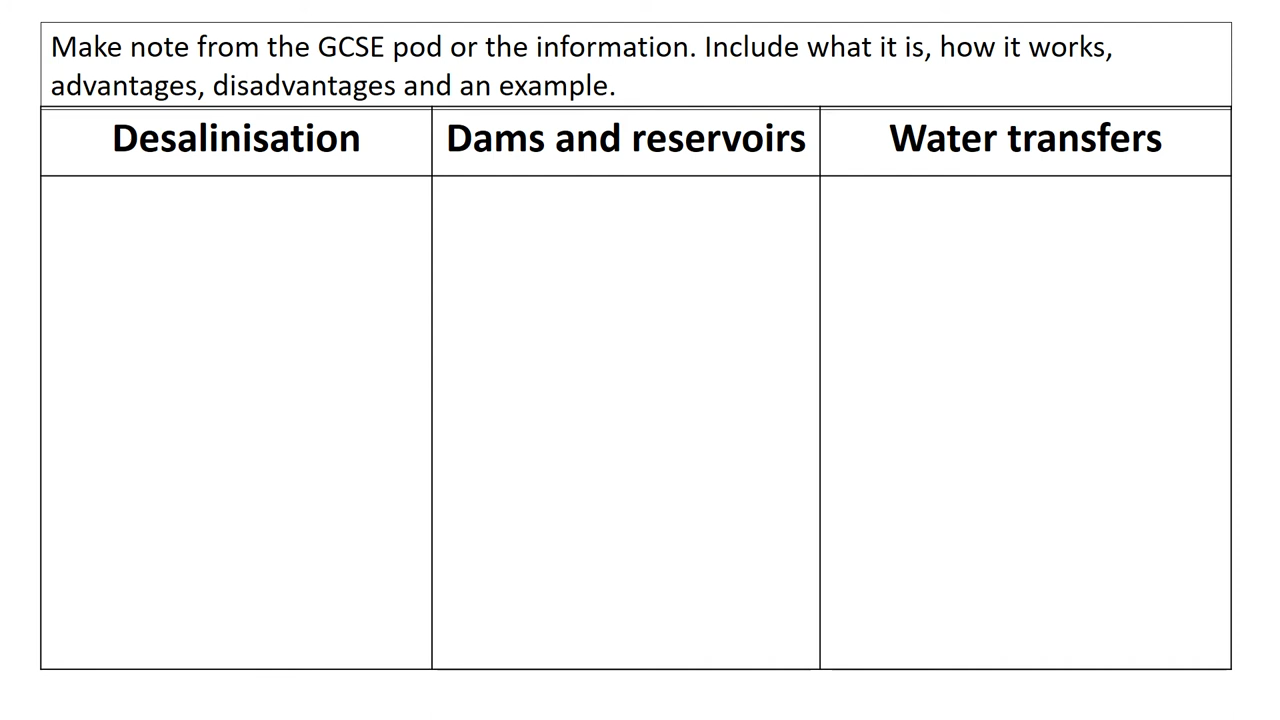 Make note from the GCSE pod or the information. Include what it is, how it works,
advantages, disadvantages and an example.
Desalinisation
Dams and reservoirs
Water transfers